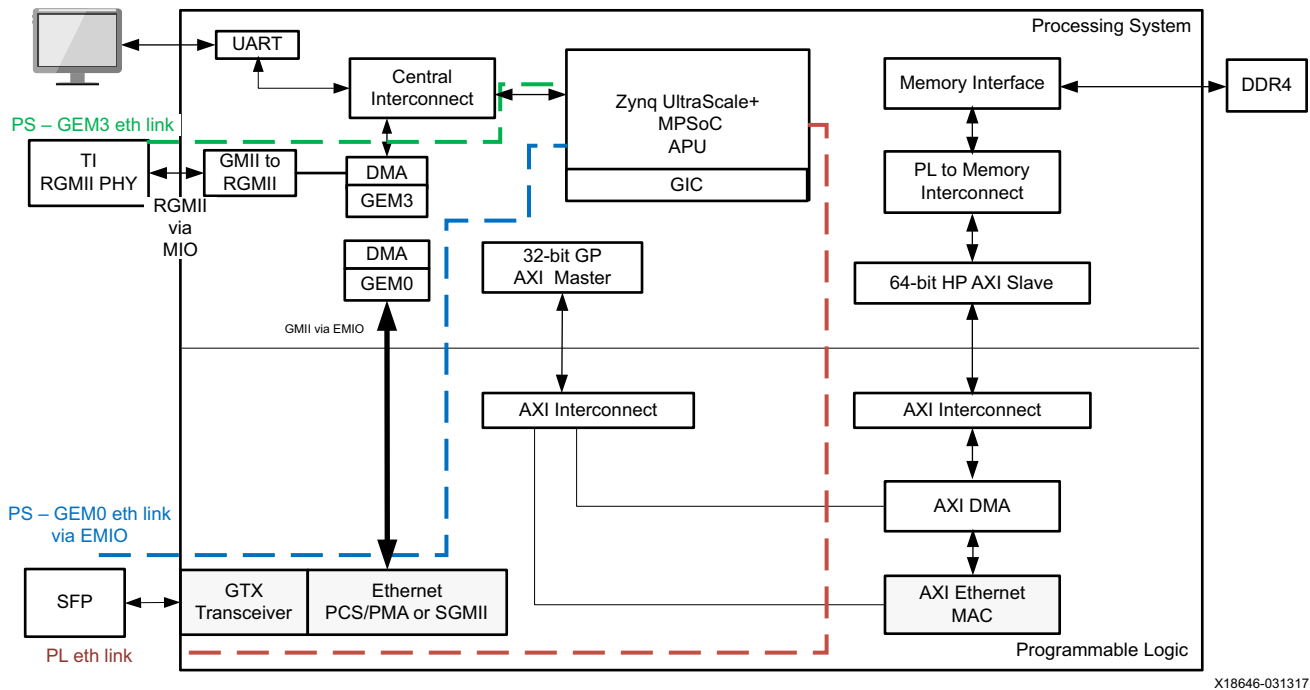 Processing System
UART
Central
Interconnect
Zynq UltraScale+
MPSoC
APU
GIC
Memory Interface
DDR4
PS – GEM3 eth link
TI
RGMII PHY
GMII to
RGMII
DMA
GEM3
PL to Memory
Interconnect
RGMII
via
MIO
DMA
GEM0
32-bit GP
AXI Master
64-bit HP AXI Slave
GMII via EMIO
AXI Interconnect
AXI Interconnect
PS – GEM0 eth link
via EMIO
AXI DMA
SFP
GTX
Transceiver
Ethernet
PCS/PMA or SGMII
AXI Ethernet
MAC
PL eth link
Programmable Logic
X18646-031317